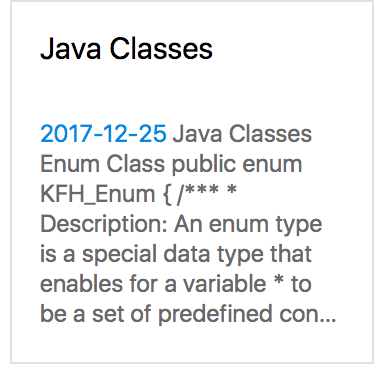 Java Classes
2017-12-25 Java Classes
Enum Class public enum
KFH_Enum { /*** *
Description: An enum type
is a special data type that
enables for a variable * to
be a set of predefined con...